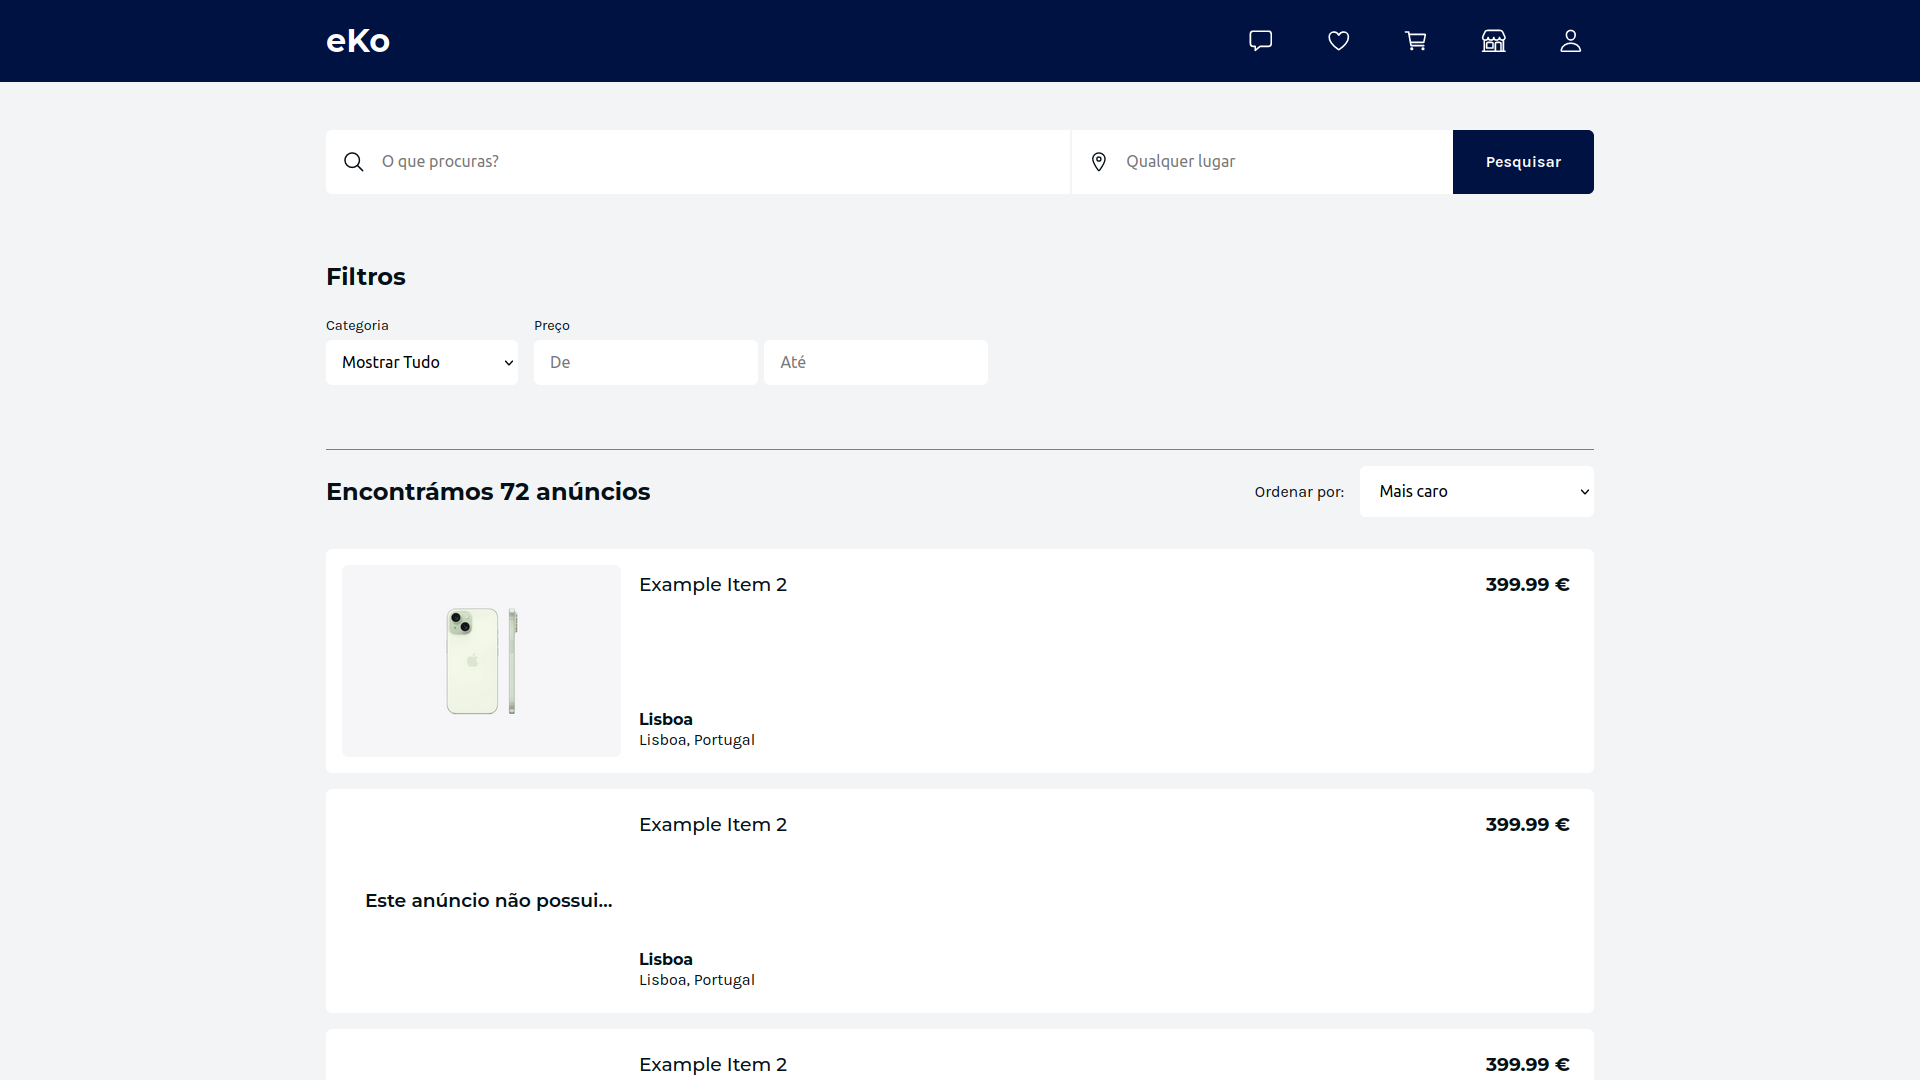 eKo
O que procuras?
Qualquer lugar
Pesquisar
Filtros
Categoria
Preço
Mostrar Tudo
De
Até
Encontrámos 72 anúncios
Ordenar por:
Mais caro
Example Item 2
399.99 €
Lisboa
Lisboa, Portugal
Example Item 2
399.99 €
Este anúncio não possui...
Lisboa
Lisboa, Portugal
Example Item 2
399.99 €